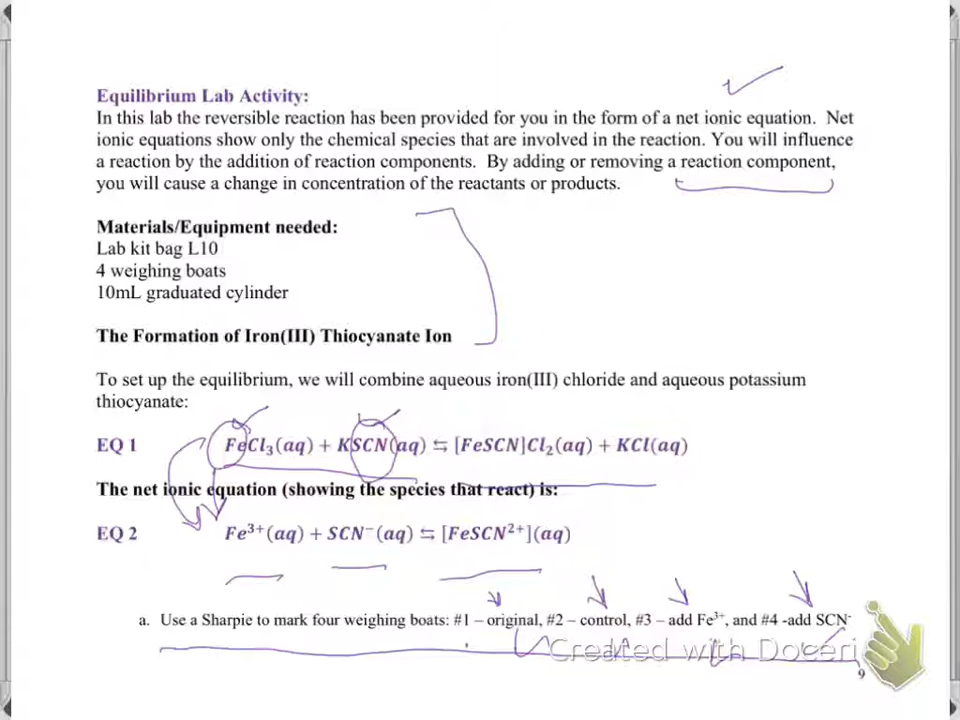 Equilibrium Lab Activity:
In this lab the reversible reaction has been provided for you in the form of a net ionic equation. Net
ionic equations show only the chemical species that are involved in the reaction. You will influence
a reaction by the addition of reaction components. By adding or removing a reaction component,
you will cause a change in concentration of the reactants or products.
Materials/Equipment needed:
Lab kit bag L10
4 weighing boats
10mL graduated cylinder
The Formation of Iron(III) Thiocyanate Ion
To set up the equilibrium, we will combine aqueous iron(III) chloride and aqueous potassium
thiocyanate:
EQ 1 FeCl₃(aq) + KSCN(aq) ⇆ [FeSCN]Cl₂(aq) + KCl(aq)
The net ionic equation (showing the species that react) is:
EQ 2 Fe³⁺(aq) + SCN⁻(aq) ⇆ [FeSCN²⁺](aq)
a. Use a Sharpie to mark four weighing boats: #1 – original, #2 – control, #3 – add Fe³⁺, and #4 -add SCN⁻
Created with Doceri
9